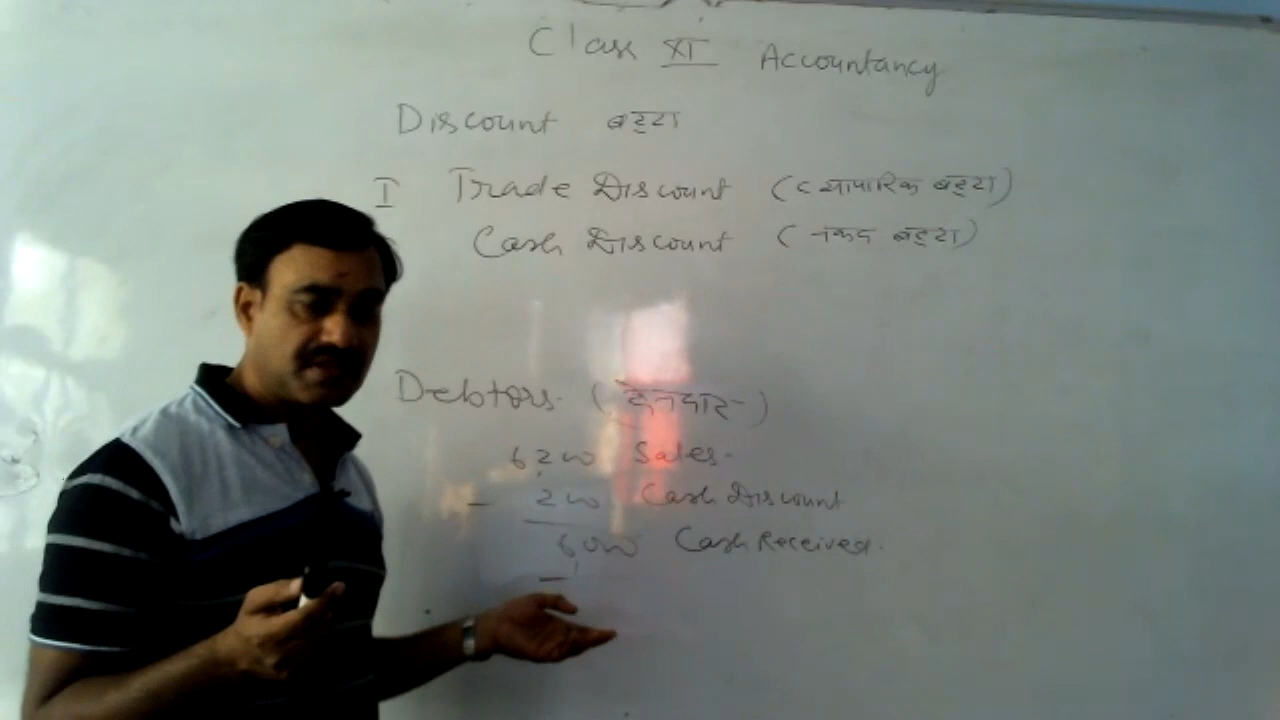 Class XI Accountancy
Discount बट्टा
I Trade Discount (व्यापारिक बट्टा)
Cash Discount (नकद बट्टा)
Debtors. (देनदार)
6200 Sales.
- 200 Cash Discount
6000 Cash Received.